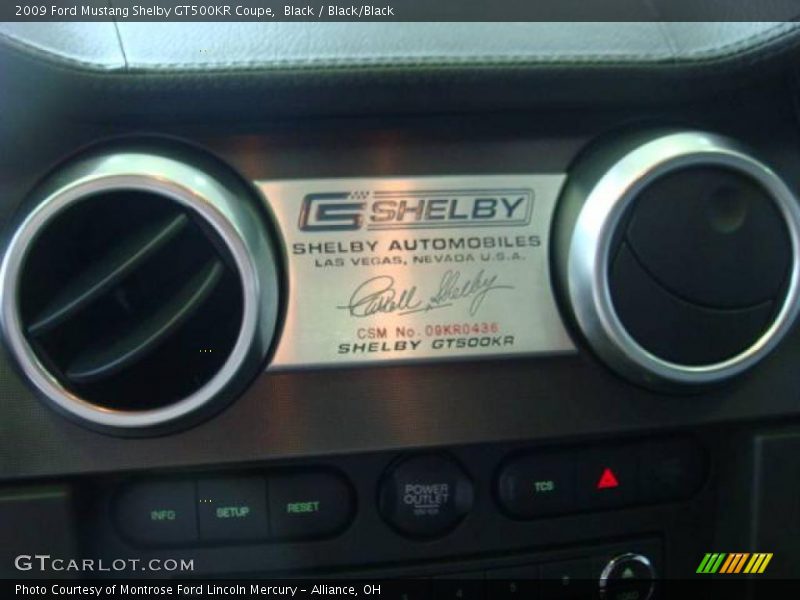 2009 Ford Mustang Shelby GT500KR Coupe, Black / Black/Black
CS SHELBY
SHELBY AUTOMOBILES
LAS VEGAS, NEVADA U.S.A.
Carroll Shelby
CSM No. 09KR0436
SHELBY GT500KR
INFO SETUP RESET
POWER
OUTLET
TCS
GTCARLOT.COM
Photo Courtesy of Montrose Ford Lincoln Mercury - Alliance, OH